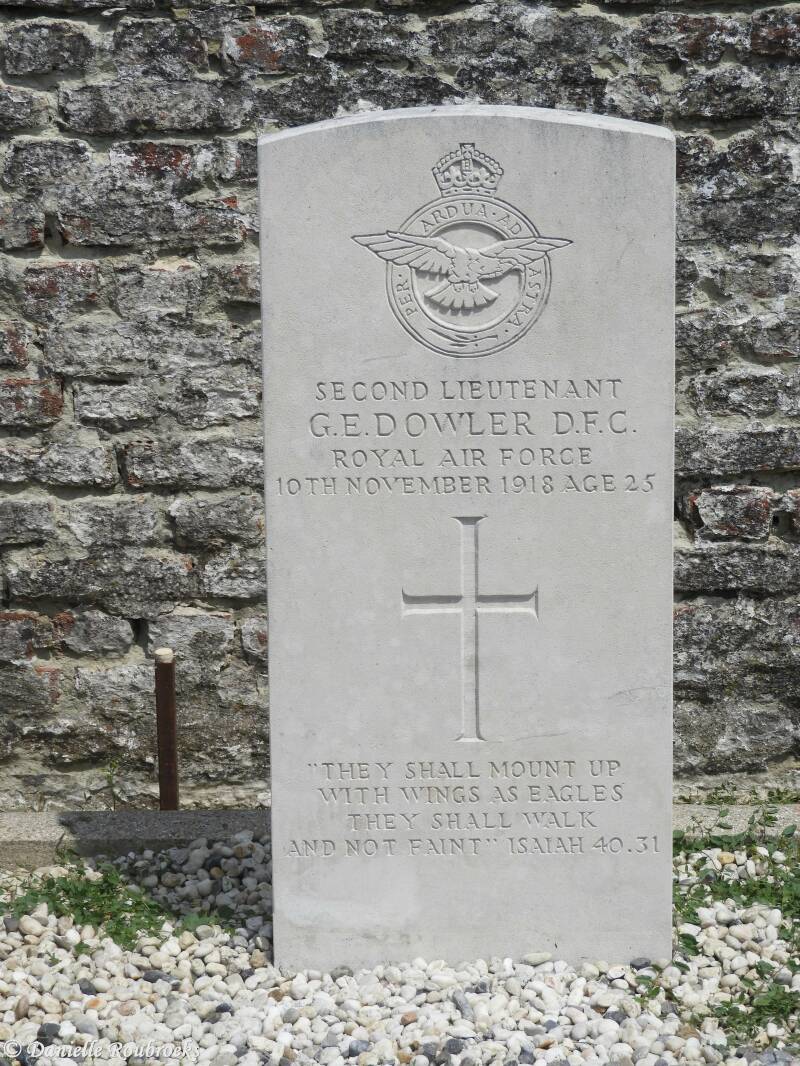 PER · ARDUA · AD ASTRA
SECOND LIEUTENANT
G.E.DOWLER D.F.C.
ROYAL AIR FORCE
10TH NOVEMBER 1918 AGE 25
"THEY SHALL MOUNT UP
WITH WINGS AS EAGLES
THEY SHALL WALK
AND NOT FAINT" ISAIAH 40.31
© Danielle Roubroeks